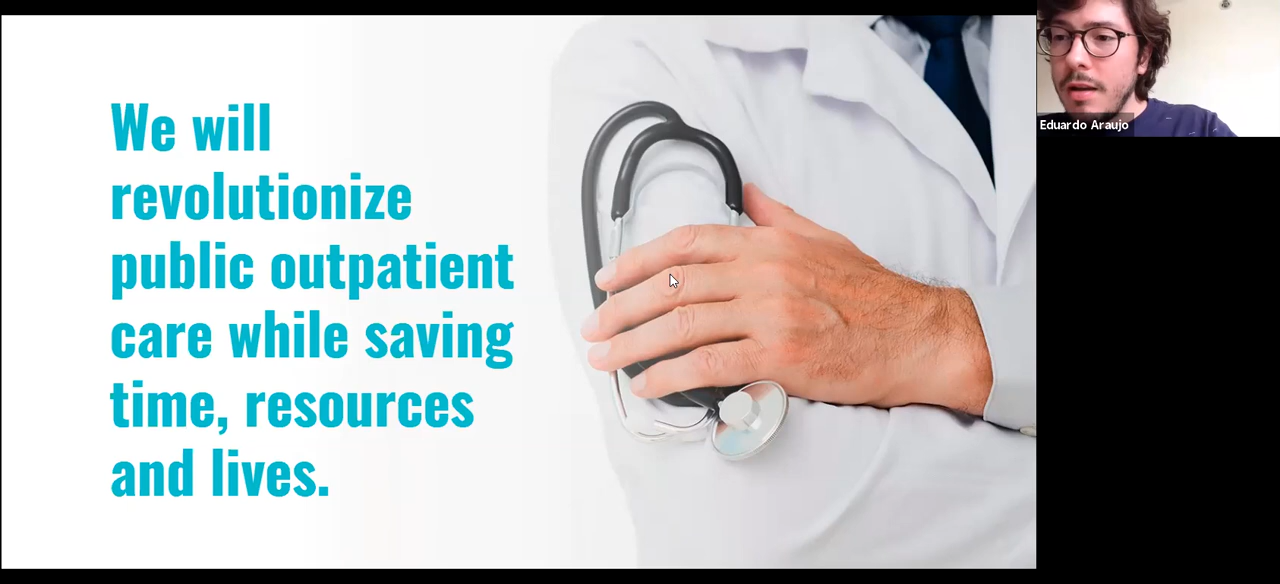 We will
revolutionize
public outpatient
care while saving
time, resources
and lives.
Eduardo Araujo